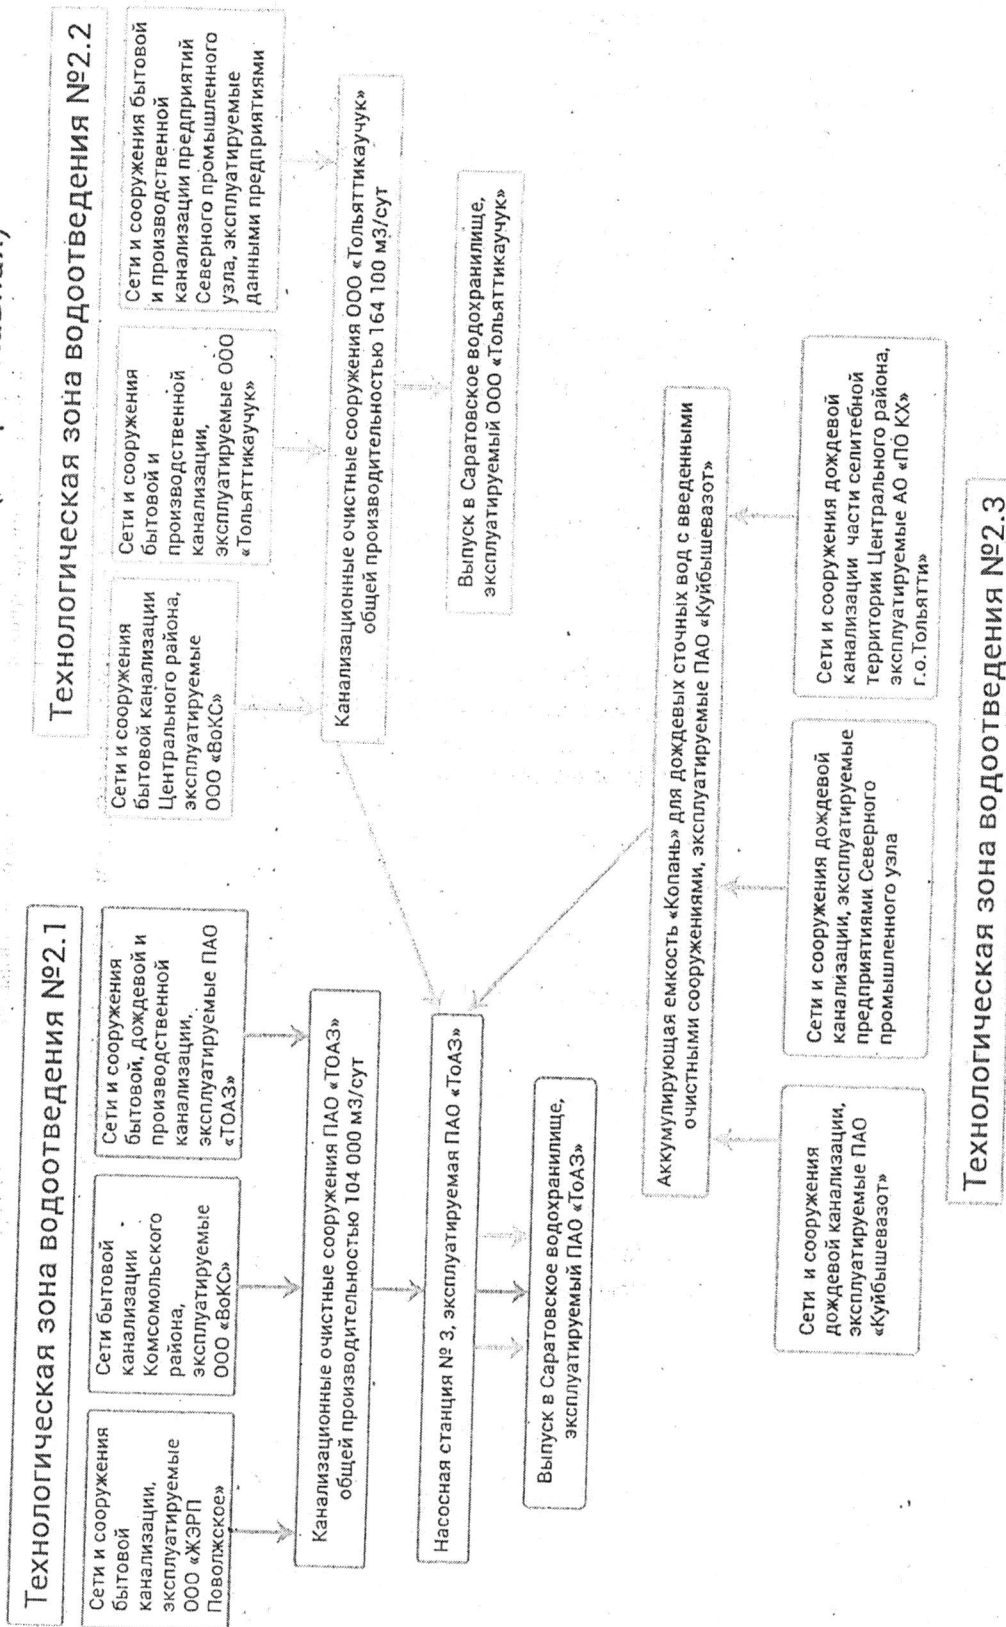 Технологическая зона водоотведения №2.1
Сети и сооружения
бытовой
канализации,
эксплуатируемые
ООО «ЖЭРП
Поволжское»
Сети бытовой
канализации
Комсомольского
района,
эксплуатируемые
ООО «ВоКС»
Сети и сооружения
бытовой, дождевой и
производственной
канализации,
эксплуатируемые ПАО
«ТОАЗ»
Канализационные очистные сооружения ПАО «ТОАЗ»
общей производительностью 104 000 м3/сут
Насосная станция № 3, эксплуатируемая ПАО «ТоАЗ»
Выпуск в Саратовское водохранилище,
эксплуатируемый ПАО «ТоАЗ»
Технологическая зона водоотведения №2.2
Сети и сооружения
бытовой канализации
Центрального района,
эксплуатируемые
ООО «ВоКС»
Сети и сооружения
бытовой и
производственной
канализации,
эксплуатируемые ООО
«Тольяттикаучук»
Сети и сооружения бытовой
и производственной
канализации предприятий
Северного промышленного
узла, эксплуатируемые
данными предприятиями
Канализационные очистные сооружения ООО «Тольяттикаучук»
общей производительностью 164 100 м3/сут
Выпуск в Саратовское водохранилище,
эксплуатируемый ООО «Тольяттикаучук»
Аккумулирующая емкость «Копань» для дождевых сточных вод с введенными
очистными сооружениями, эксплуатируемые ПАО «Куйбышевазот»
Сети и сооружения
дождевой канализации,
эксплуатируемые ПАО
«Куйбышевазот»
Сети и сооружения дождевой
канализации, эксплуатируемые
предприятиями Северного
промышленного узла
Сети и сооружения дождевой
канализации части селитебной
территории Центрального района,
эксплуатируемые АО «ПО КХ»
г.о.Тольятти»
Технологическая зона водоотведения №2.3